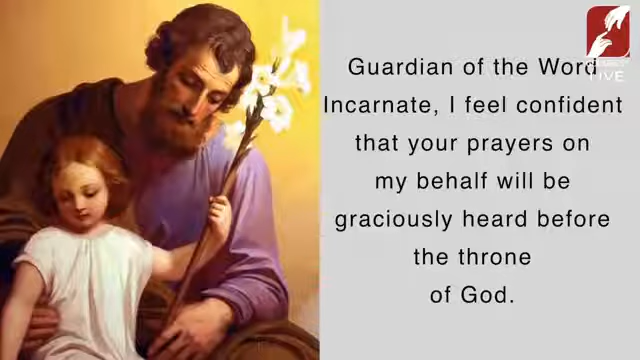 Guardian of the Word
Incarnate, I feel confident
that your prayers on
my behalf will be
graciously heard before
the throne
of God.
LIVE